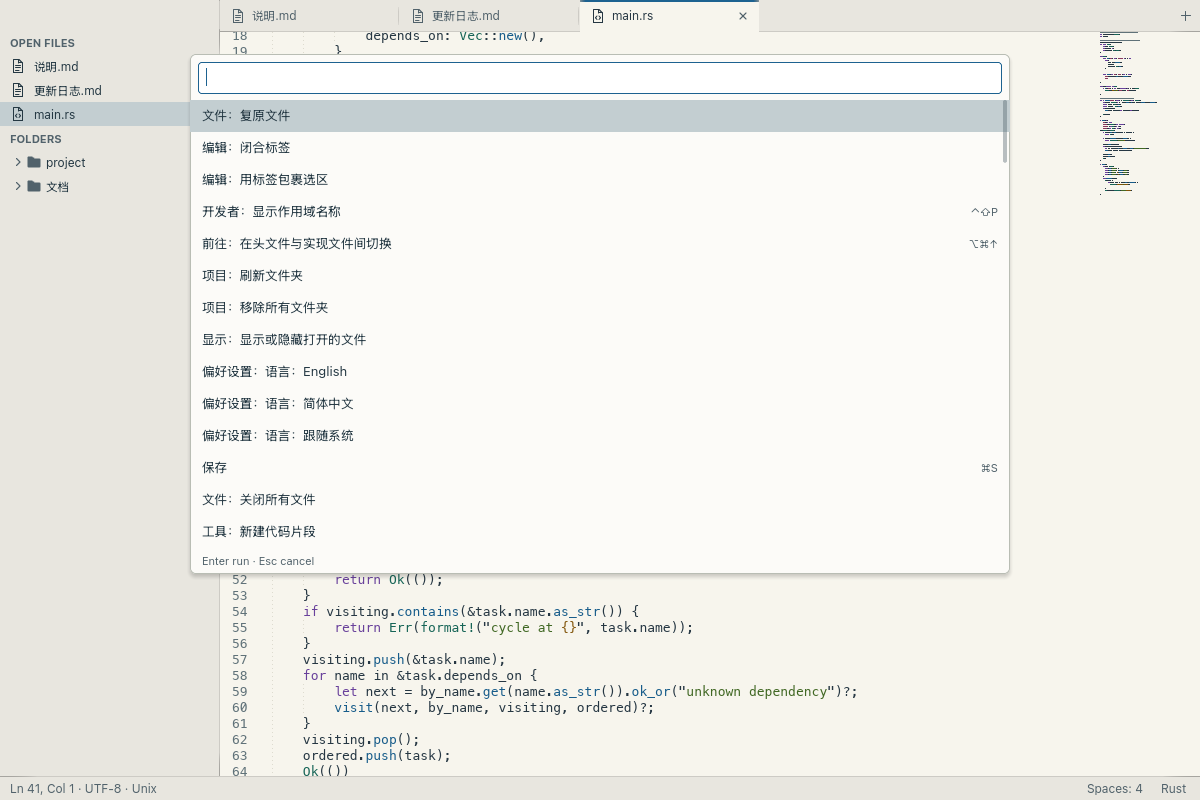 说明.md
更新日志.md
main.rs
OPEN FILES
说明.md
更新日志.md
main.rs
FOLDERS
project
文档
18 depends_on: Vec::new(),
19 }
文件：复原文件
编辑：闭合标签
编辑：用标签包裹选区
开发者：显示作用域名称 ⌃⇧P
前往：在头文件与实现文件间切换 ⌥⌘↑
项目：刷新文件夹
项目：移除所有文件夹
显示：显示或隐藏打开的文件
偏好设置：语言：English
偏好设置：语言：简体中文
偏好设置：语言：跟随系统
保存 ⌘S
文件：关闭所有文件
工具：新建代码片段
Enter run · Esc cancel
52 return Ok(());
53 }
54 if visiting.contains(&task.name.as_str()) {
55 return Err(format!("cycle at {}", task.name));
56 }
57 visiting.push(&task.name);
58 for name in &task.depends_on {
59 let next = by_name.get(name.as_str()).ok_or("unknown dependency")?;
60 visit(next, by_name, visiting, ordered)?;
61 }
62 visiting.pop();
63 ordered.push(task);
64 Ok(())
Ln 41, Col 1 · UTF-8 · Unix
Spaces: 4
Rust